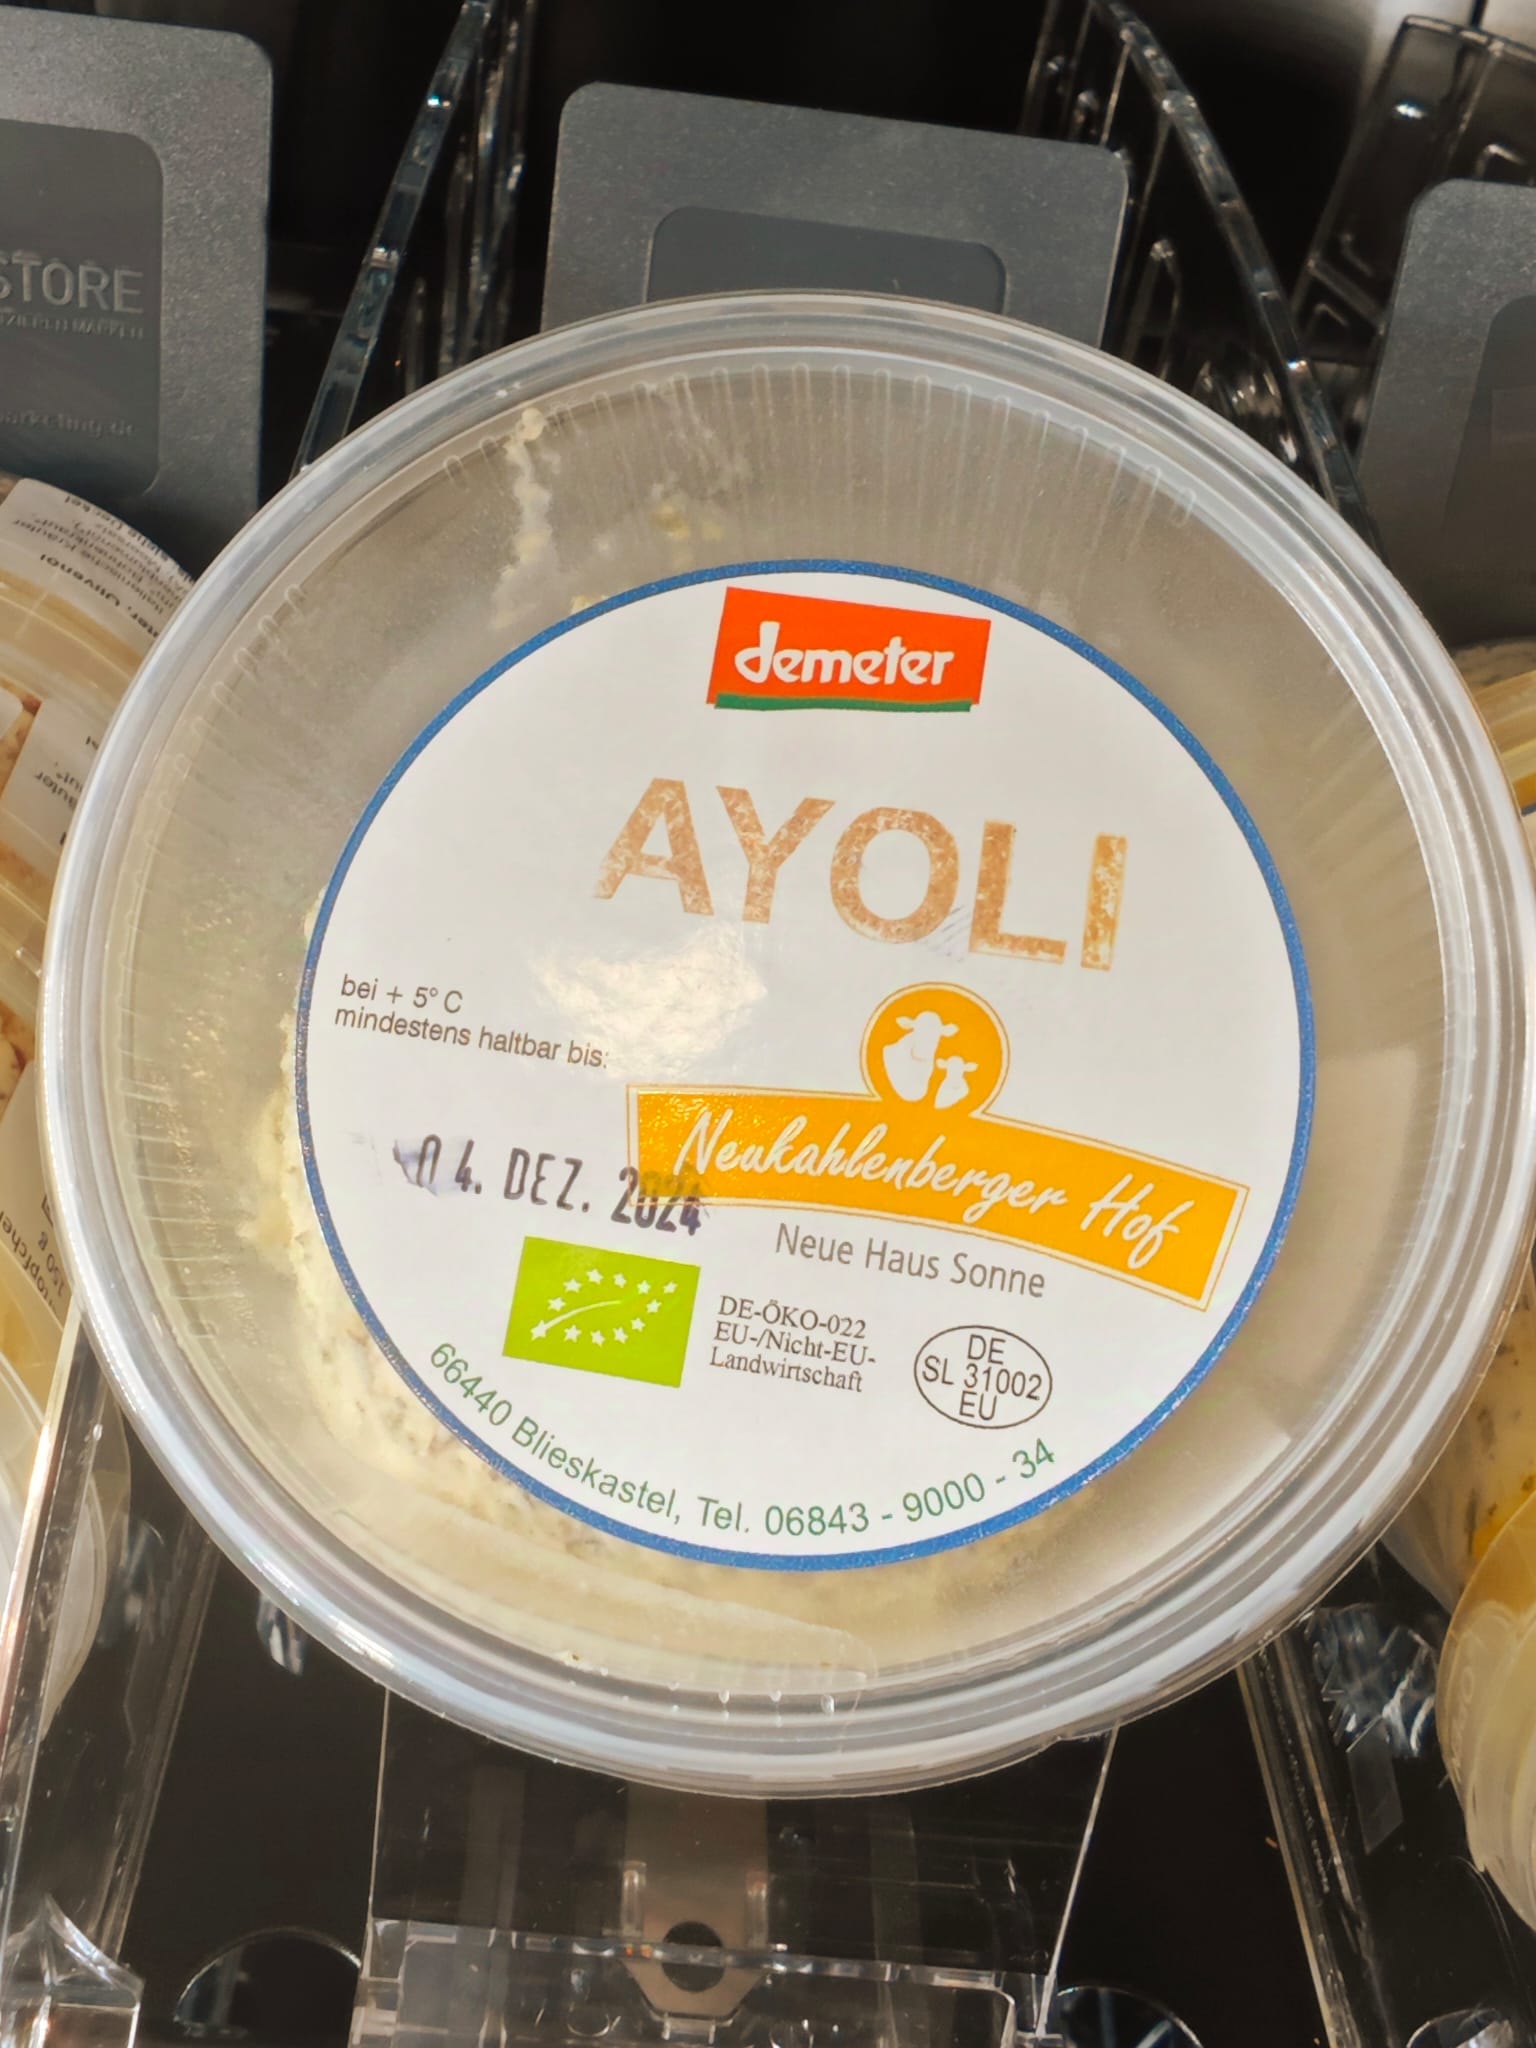 STORE
demeter
AYOLI
bei + 5° C
mindestens haltbar bis:
04. DEZ. 2024
Neukahlenberger Hof
Neue Haus Sonne
DE-ÖKO-022
EU-/Nicht-EU-
Landwirtschaft
DE
SL 31002
EU
66440 Blieskastel, Tel. 06843 - 9000 - 34
150 g